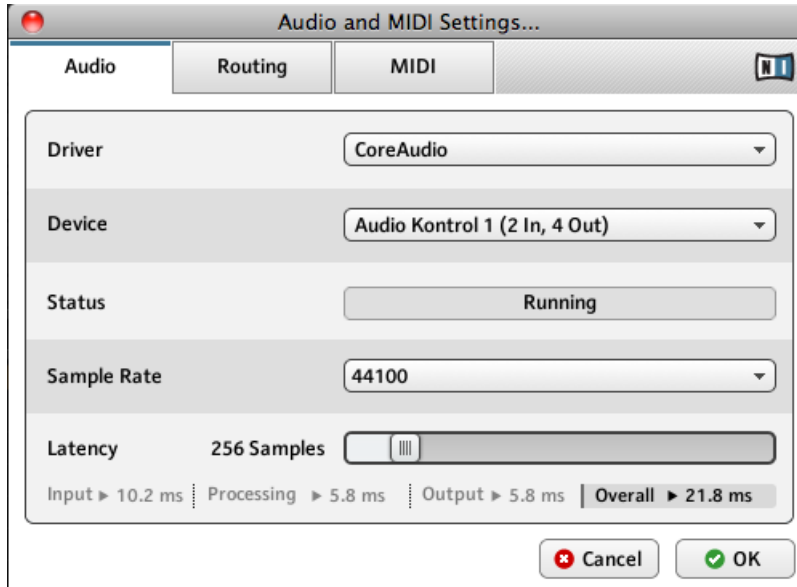 Audio and MIDI Settings...
Audio Routing MIDI NI
Driver CoreAudio
Device Audio Kontrol 1 (2 In, 4 Out)
Status Running
Sample Rate 44100
Latency 256 Samples
Input ▸ 10.2 ms Processing ▸ 5.8 ms Output ▸ 5.8 ms Overall ▸ 21.8 ms
Cancel OK